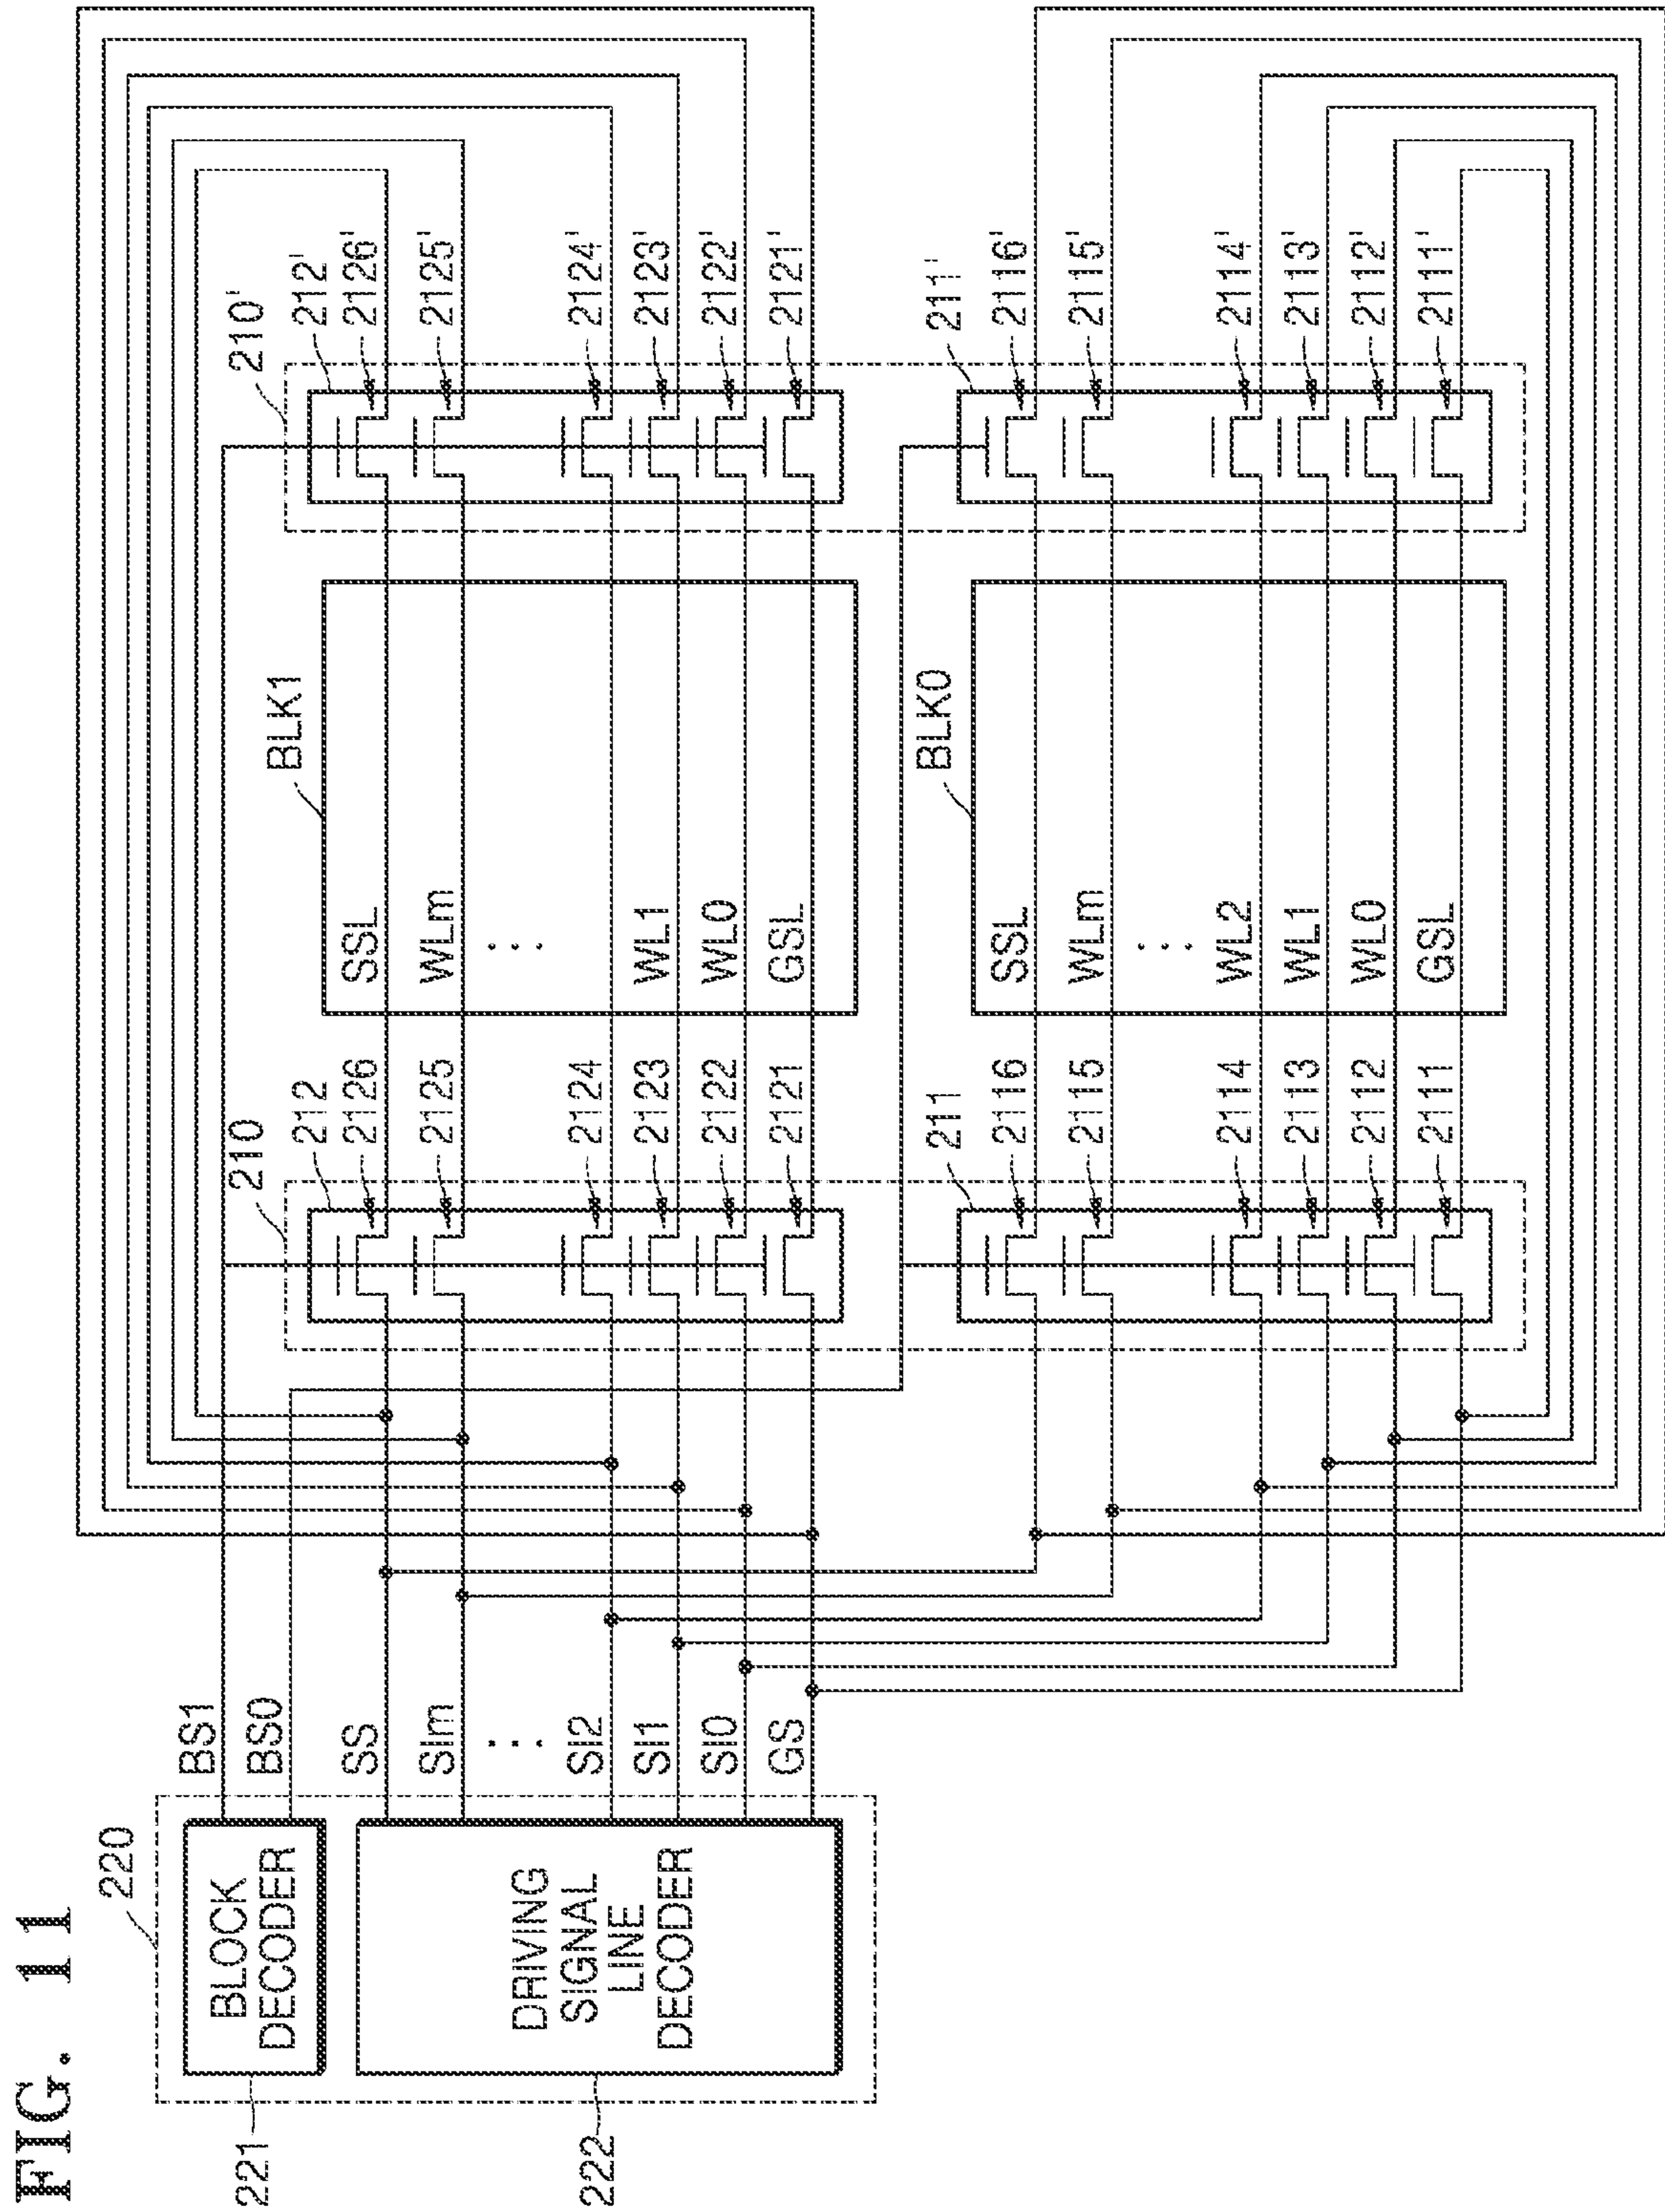 FIG. 11
220
221
BLOCK
DECODER
222
DRIVING
SIGNAL
LINE
DECODER
BS1
BS0
SS
SIm
...
SI2
SI1
SI0
GS
210
212
2126
2125
2124
2123
2122
2121
211
2116
2115
2114
2113
2112
2111
BLK1
SSL
WLm
...
WL1
WL0
GSL
BLK0
SSL
WLm
...
WL2
WL1
WL0
GSL
210'
212'
2126'
2125'
2124'
2123'
2122'
2121'
211'
2116'
2115'
2114'
2113'
2112'
2111'